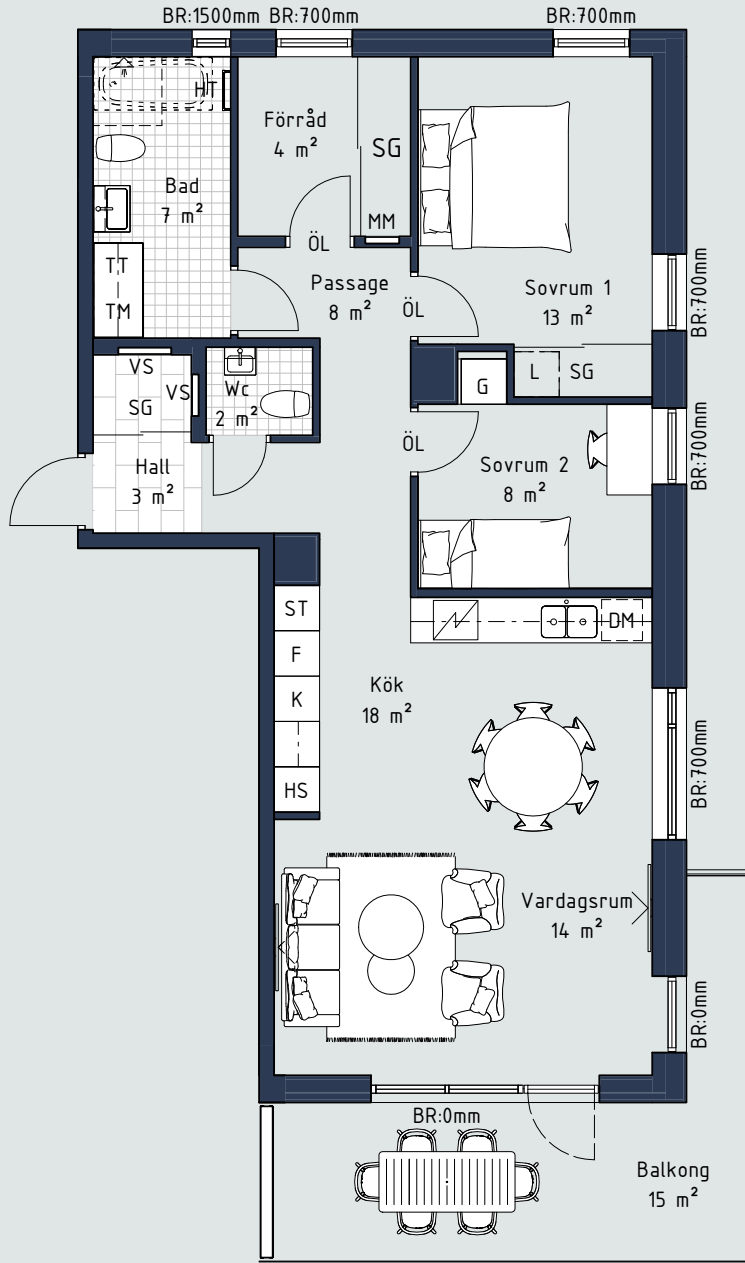 BR:1500mm BR:700mm
BR:700mm
HT
Förråd
4 m²
SG
Bad
7 m²
MM
ÖL
TT
TM
Passage
8 m²
ÖL
Sovrum 1
13 m²
BR:700mm
VS
VS
SG
Wc
2 m²
G
L
SG
Hall
3 m²
ÖL
Sovrum 2
8 m²
BR:700mm
ST
F
K
HS
DM
Kök
18 m²
BR:700mm
Vardagsrum
14 m²
BR:0mm
BR:0mm
Balkong
15 m²